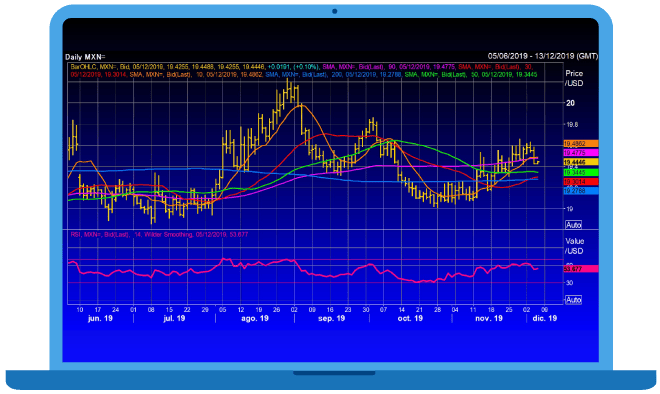 Daily MXN=
05/06/2019 - 13/12/2019 (GMT)
BarOHLC, MXN=, Bid, 05/12/2019, 19.4255, 19.4488, 19.4255, 19.4446, +0.0191, (+0.10%), SMA, MXN=, Bid(Last), 90, 05/12/2019, 19.4775, SMA, MXN=, Bid(Last), 30,
05/12/2019, 19.3014, SMA, MXN=, Bid(Last), 10, 05/12/2019, 19.4862, SMA, MXN=, Bid(Last), 200, 05/12/2019, 19.2788, SMA, MXN=, Bid(Last), 50, 05/12/2019, 19.3445
Price
/USD
20
19.8
19.4862
19.4775
19.4446
19.3445
19.3014
19.2788
19
Auto
RSI, MXN=, Bid(Last), 14, Wilder Smoothing, 05/12/2019, 53.677
Value
/USD
53.677
30
Auto
10 17 24 01 08 15 22 29 05 12 19 26 02 09 16 23 30 07 14 21 28 04 11 18 25 02 09
jun. 19 jul. 19 ago. 19 sep. 19 oct. 19 nov. 19 dic. 19